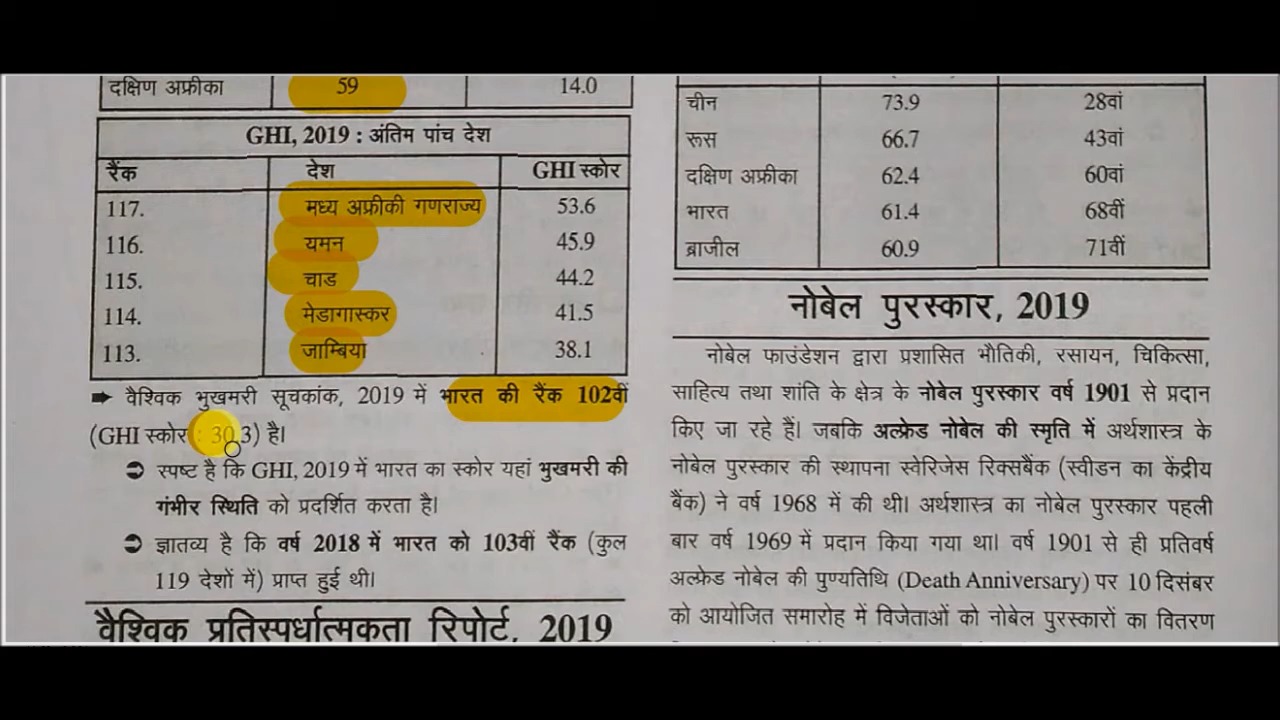 दक्षिण अफ्रीका 59 14.0
GHI, 2019 : अंतिम पांच देश
रैंक देश GHI स्कोर
117. मध्य अफ्रीकी गणराज्य 53.6
116. यमन 45.9
115. चाड 44.2
114. मेडागास्कर 41.5
113. जाम्बिया 38.1
➡ वैश्विक भुखमरी सूचकांक, 2019 में भारत की रैंक 102वीं
(GHI स्कोर : 30.3) है।
➲ स्पष्ट है कि GHI, 2019 में भारत का स्कोर यहां भुखमरी की
गंभीर स्थिति को प्रदर्शित करता है।
➲ ज्ञातव्य है कि वर्ष 2018 में भारत को 103वीं रैंक (कुल
119 देशों में) प्राप्त हुई थी।
वैश्विक प्रतिस्पर्धात्मकता रिपोर्ट, 2019
चीन 73.9 28वां
रूस 66.7 43वां
दक्षिण अफ्रीका 62.4 60वां
भारत 61.4 68वीं
ब्राजील 60.9 71वीं
नोबेल पुरस्कार, 2019
नोबेल फाउंडेशन द्वारा प्रशासित भौतिकी, रसायन, चिकित्सा,
साहित्य तथा शांति के क्षेत्र के नोबेल पुरस्कार वर्ष 1901 से प्रदान
किए जा रहे हैं। जबकि अल्फ्रेड नोबेल की स्मृति में अर्थशास्त्र के
नोबेल पुरस्कार की स्थापना स्वेरिजेस रिक्सबैंक (स्वीडन का केंद्रीय
बैंक) ने वर्ष 1968 में की थी। अर्थशास्त्र का नोबेल पुरस्कार पहली
बार वर्ष 1969 में प्रदान किया गया था। वर्ष 1901 से ही प्रतिवर्ष
अल्फ्रेड नोबेल की पुण्यतिथि (Death Anniversary) पर 10 दिसंबर
को आयोजित समारोह में विजेताओं को नोबेल पुरस्कारों का वितरण